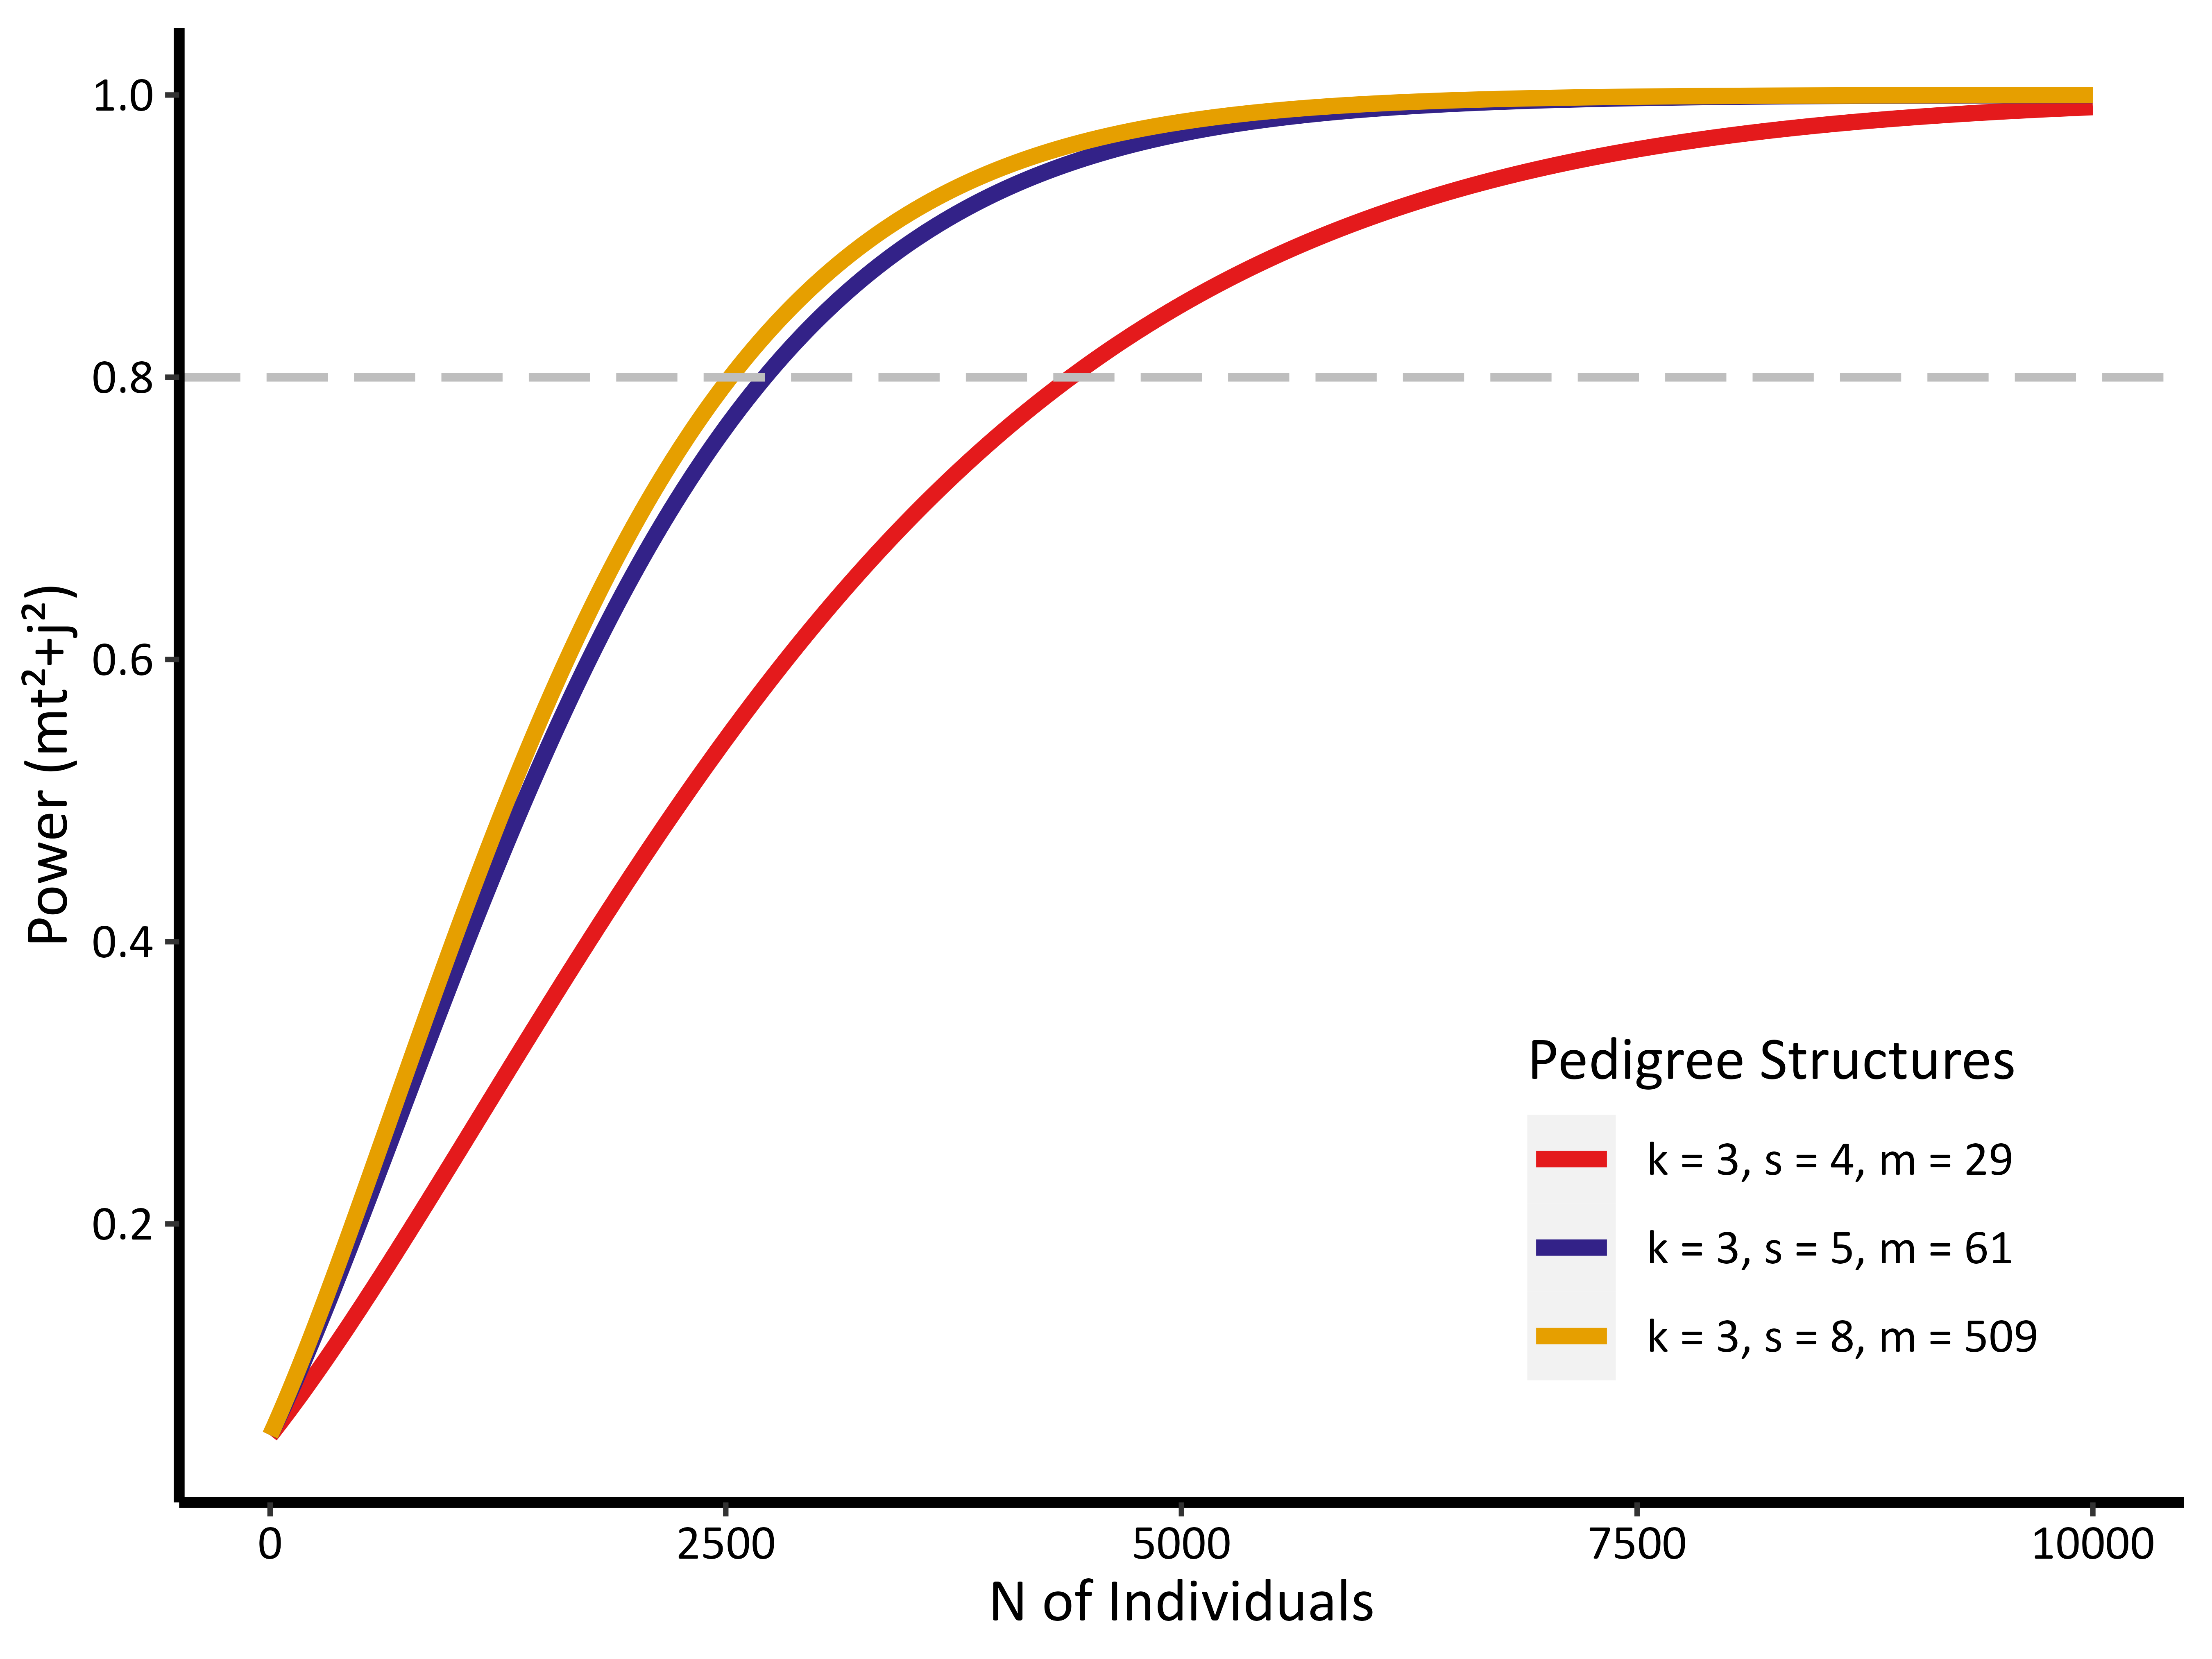 1.0
0.8
0.6
0.4
0.2
Power (mt²+j²)
0
2500
5000
7500
10000
N of Individuals
Pedigree Structures
k = 3, s = 4, m = 29
k = 3, s = 5, m = 61
k = 3, s = 8, m = 509